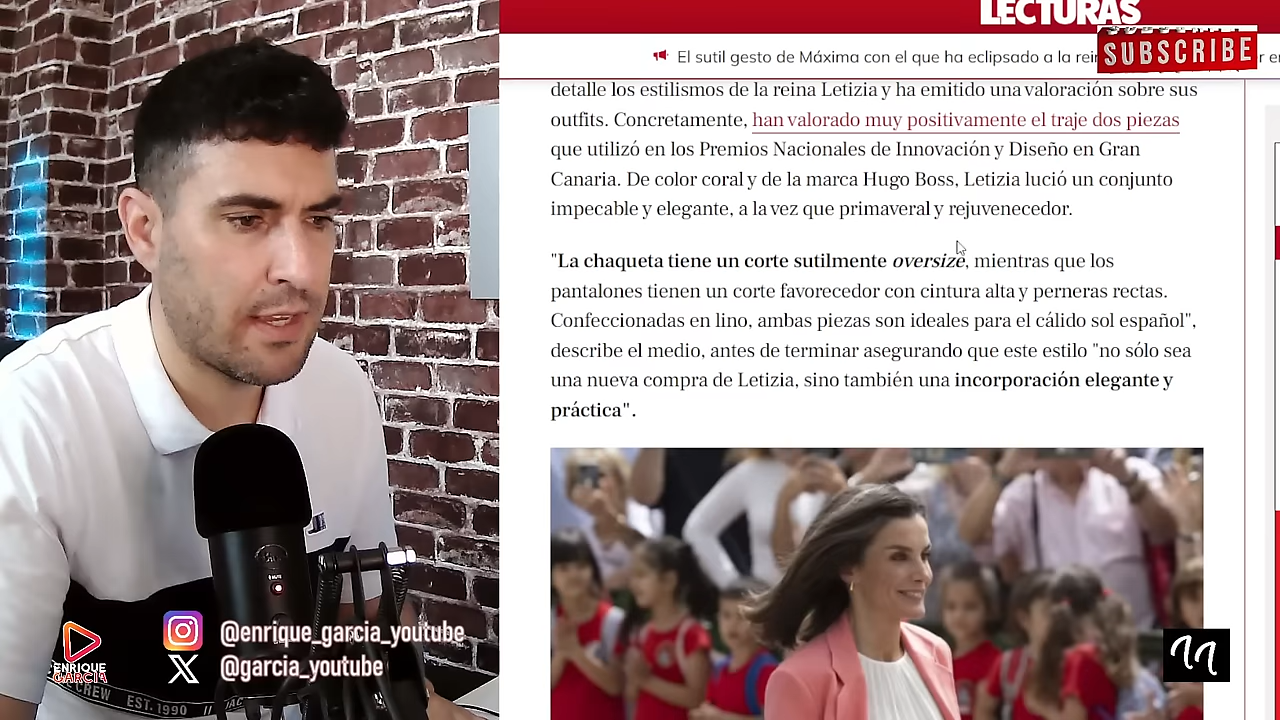 LECTURAS
El sutil gesto de Máxima con el que ha eclipsado a la rei
SUBSCRIBE
detalle los estilismos de la reina Letizia y ha emitido una valoración sobre sus
outfits. Concretamente, han valorado muy positivamente el traje dos piezas
que utilizó en los Premios Nacionales de Innovación y Diseño en Gran
Canaria. De color coral y de la marca Hugo Boss, Letizia lució un conjunto
impecable y elegante, a la vez que primaveral y rejuvenecedor.
"La chaqueta tiene un corte sutilmente oversize, mientras que los
pantalones tienen un corte favorecedor con cintura alta y perneras rectas.
Confeccionadas en lino, ambas piezas son ideales para el cálido sol español",
describe el medio, antes de terminar asegurando que este estilo "no sólo sea
una nueva compra de Letizia, sino también una incorporación elegante y
práctica".
@enrique_garcia_youtube
@garcia_youtube
ENRIQUE
GARCIA
CREW EST. 1990 // JAC